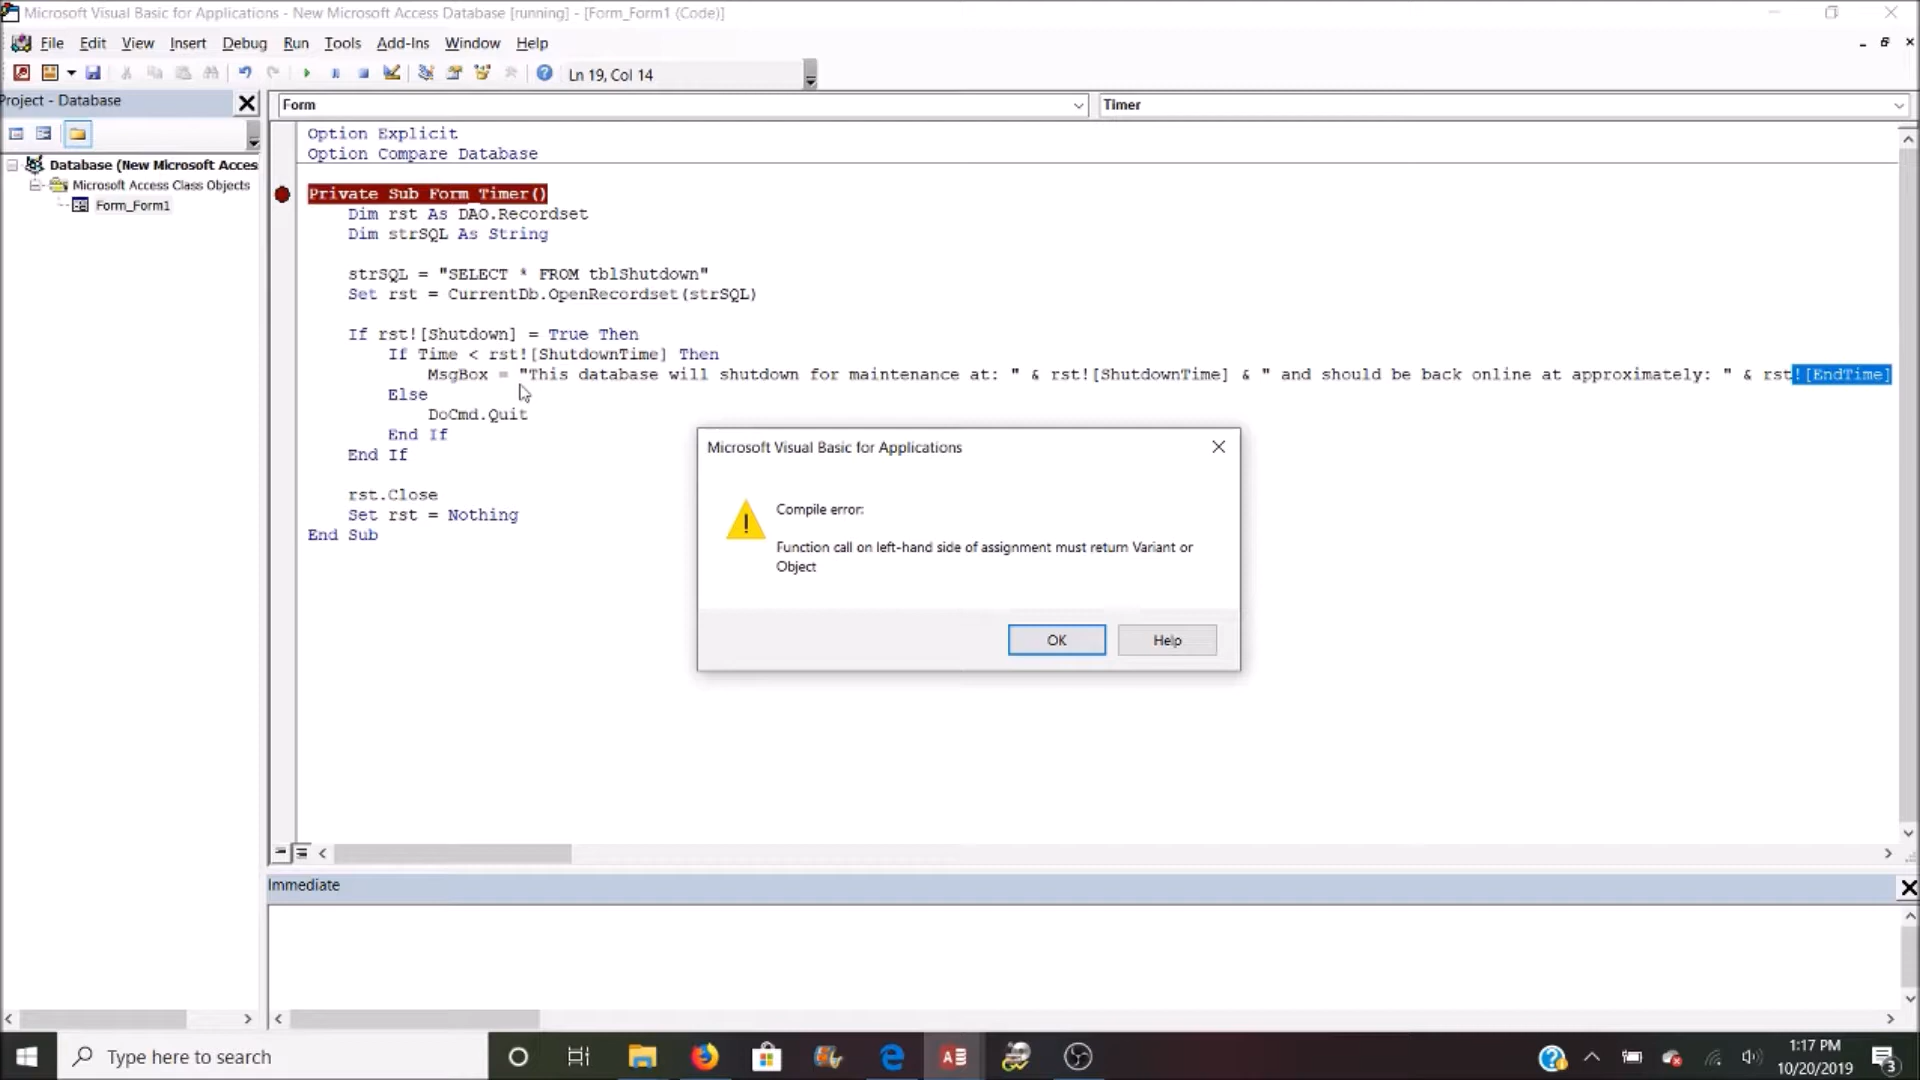 Microsoft Visual Basic for Applications - New Microsoft Access Database [running] - [Form_Form1 (Code)]
File Edit View Insert Debug Run Tools Add-Ins Window Help
Ln 19, Col 14
Project - Database
Form
Timer
Database (New Microsoft Acces
Microsoft Access Class Objects
Form_Form1
Option Explicit
Option Compare Database
Private Sub Form_Timer()
Dim rst As DAO.Recordset
Dim strSQL As String
strSQL = "SELECT * FROM tblShutdown"
Set rst = CurrentDb.OpenRecordset(strSQL)
If rst![Shutdown] = True Then
If Time < rst![ShutdownTime] Then
MsgBox = "This database will shutdown for maintenance at: " & rst![ShutdownTime] & " and should be back online at approximately: " & rst![EndTime]
Else
DoCmd.Quit
End If
End If
rst.Close
Set rst = Nothing
End Sub
Microsoft Visual Basic for Applications
Compile error:
Function call on left-hand side of assignment must return Variant or
Object
OK
Help
Immediate
Type here to search
1:17 PM
10/20/2019
3